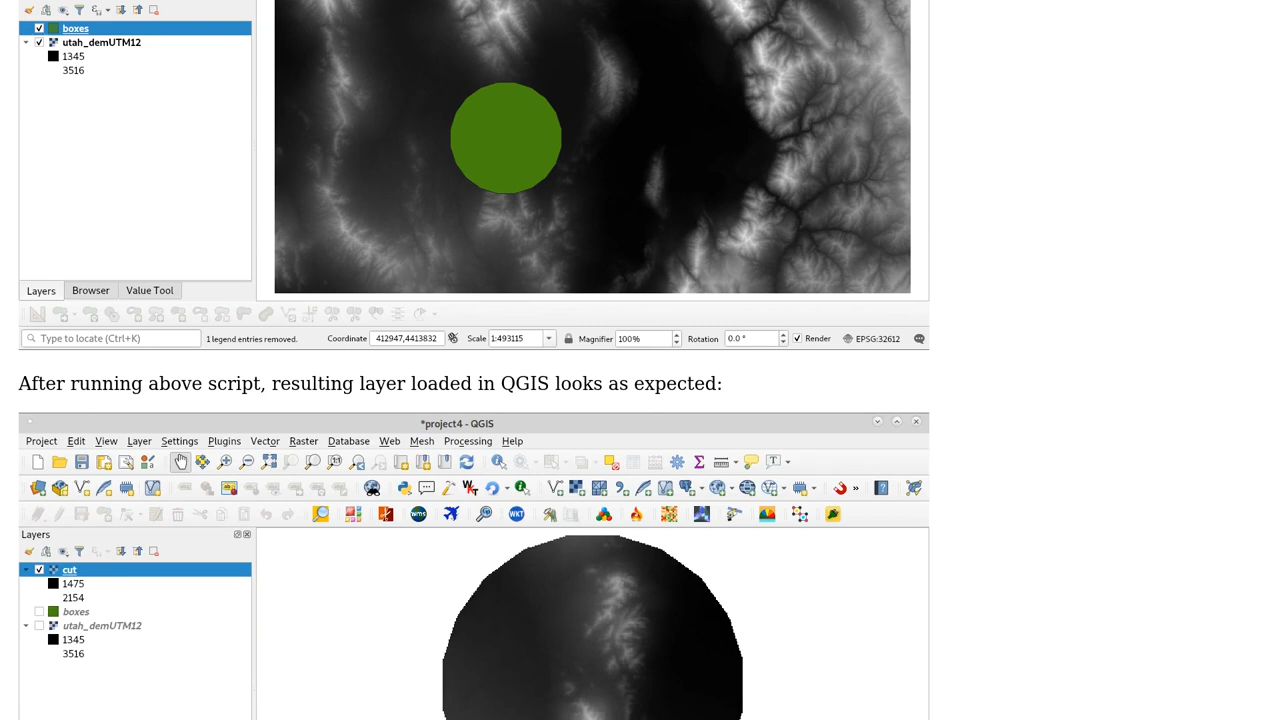 boxes
utah_demUTM12
1345
3516
Layers Browser Value Tool
Type to locate (Ctrl+K) 1 legend entries removed. Coordinate 412947,4413832 Scale 1:493115 Magnifier 100% Rotation 0.0 ° Render EPSG:32612
After running above script, resulting layer loaded in QGIS looks as expected:
*project4 - QGIS
Project Edit View Layer Settings Plugins Vector Raster Database Web Mesh Processing Help
Layers
cut
1475
2154
boxes
utah_demUTM12
1345
3516